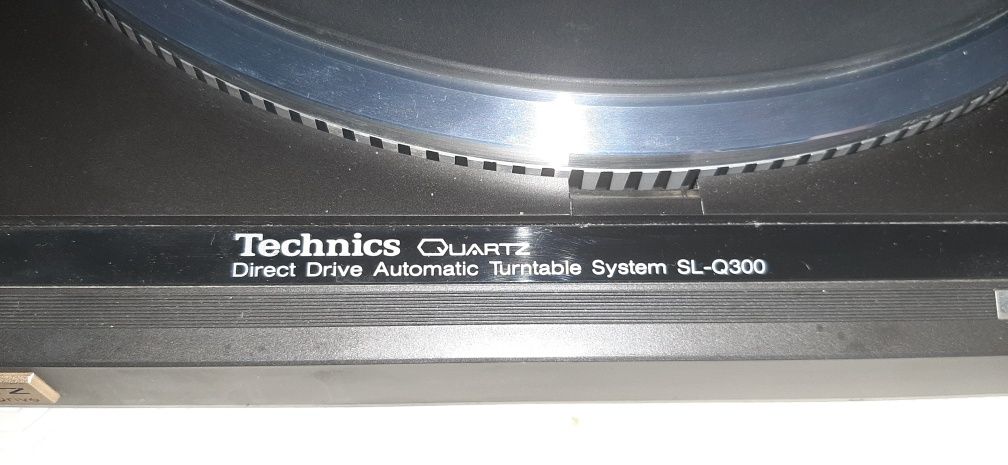 Technics QUARTZ
Direct Drive Automatic Turntable System SL-Q300